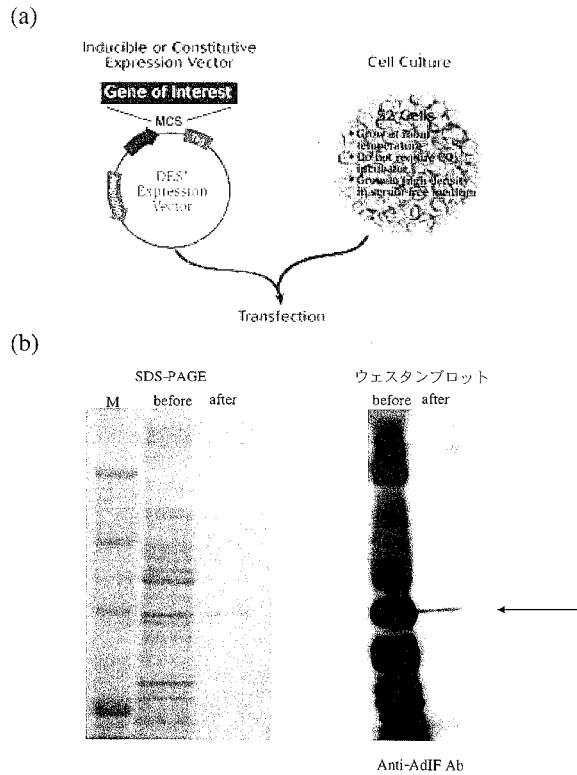 (a)
Inducible or Constitutive
Expression Vector
Gene of Interest
MCS
DES
Expression
Vector
Cell Culture
S2 Cells
• Grow at room
temperature
• Do not require CO
incubator
• Grow to high density
in serum-free medium
Transfection
(b)
SDS-PAGE
M before after
ウェスタンブロット
before after
Anti-AdIF Ab